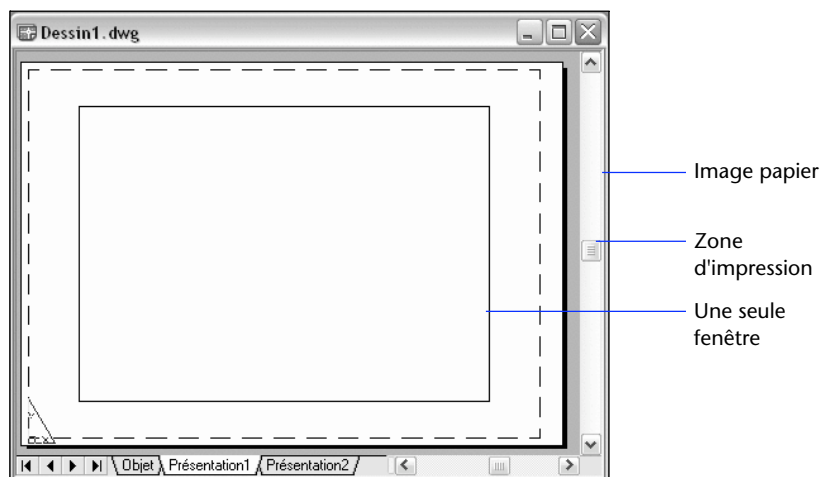 Dessin1.dwg
Image papier
Zone
d'impression
Une seule
fenêtre
Objet Présentation1 Présentation2